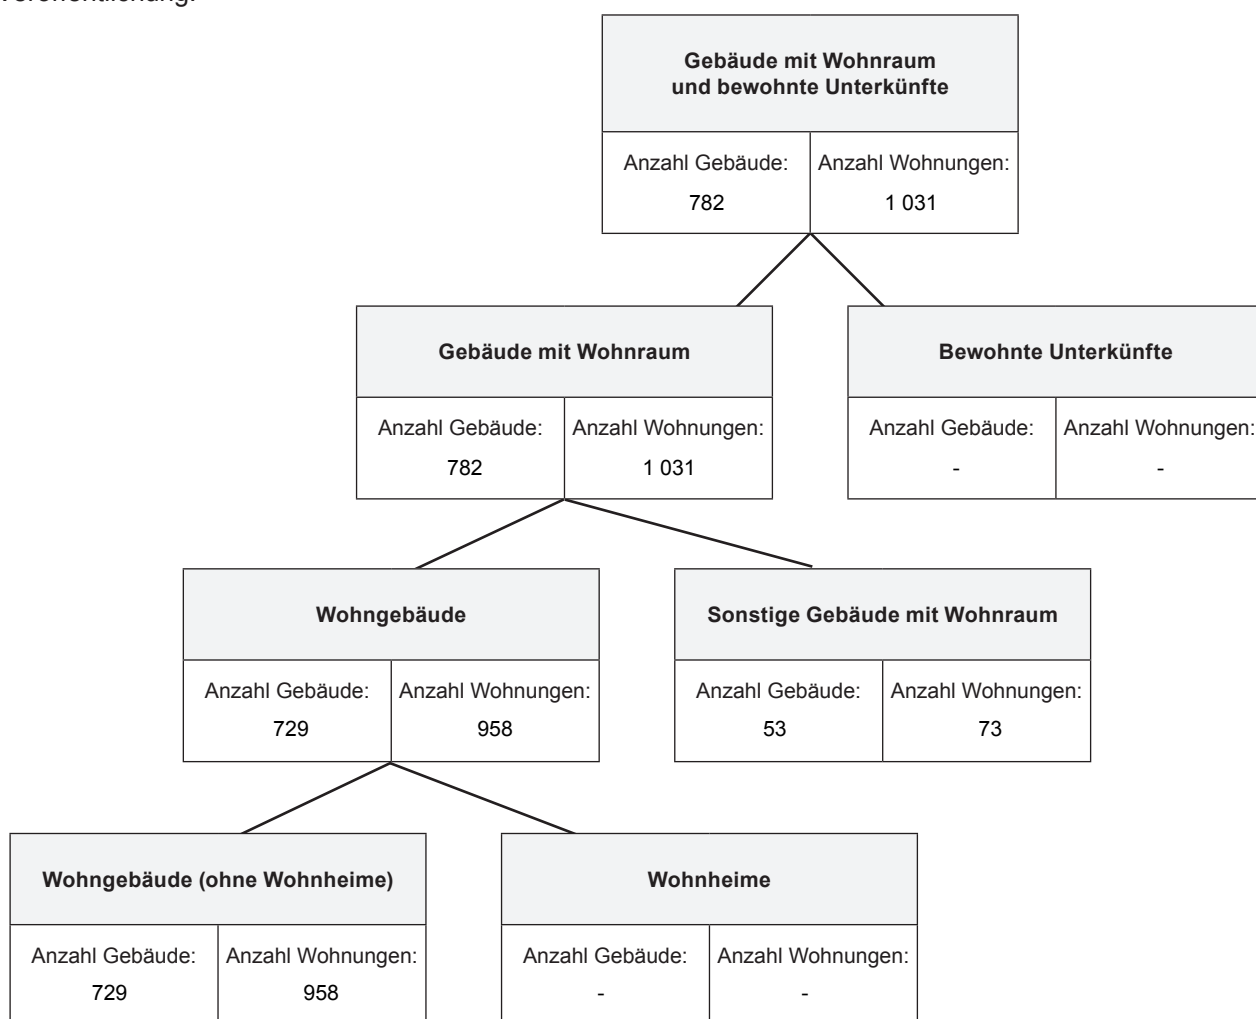 Veröffentlichung.
Gebäude mit Wohnraum
und bewohnte Unterkünfte
Anzahl Gebäude: Anzahl Wohnungen:
782 1 031
Gebäude mit Wohnraum Bewohnte Unterkünfte
Anzahl Gebäude: Anzahl Wohnungen: Anzahl Gebäude: Anzahl Wohnungen:
782 1 031 - -
Wohngebäude Sonstige Gebäude mit Wohnraum
Anzahl Gebäude: Anzahl Wohnungen: Anzahl Gebäude: Anzahl Wohnungen:
729 958 53 73
Wohngebäude (ohne Wohnheime) Wohnheime
Anzahl Gebäude: Anzahl Wohnungen: Anzahl Gebäude: Anzahl Wohnungen:
729 958 - -